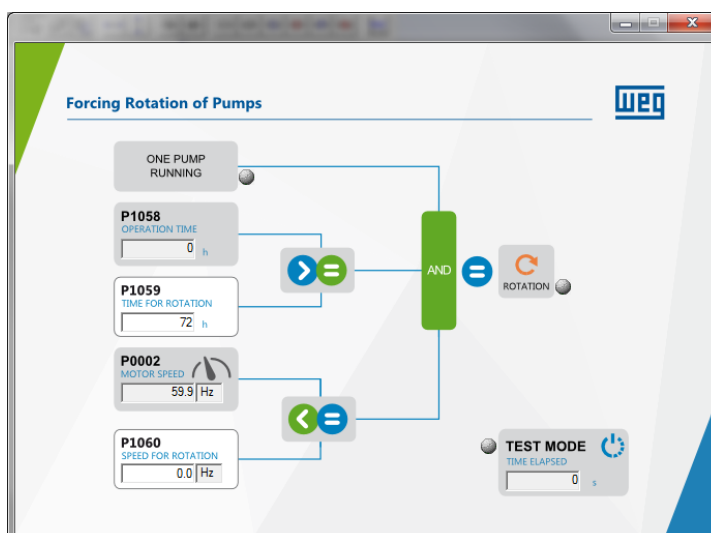 Forcing Rotation of Pumps
weg
ONE PUMP
RUNNING
P1058
OPERATION TIME
0 h
P1059
TIME FOR ROTATION
72 h
P0002
MOTOR SPEED
59.9 Hz
P1060
SPEED FOR ROTATION
0.0 Hz
> =
< =
AND
=
ROTATION
TEST MODE
TIME ELAPSED
0 s